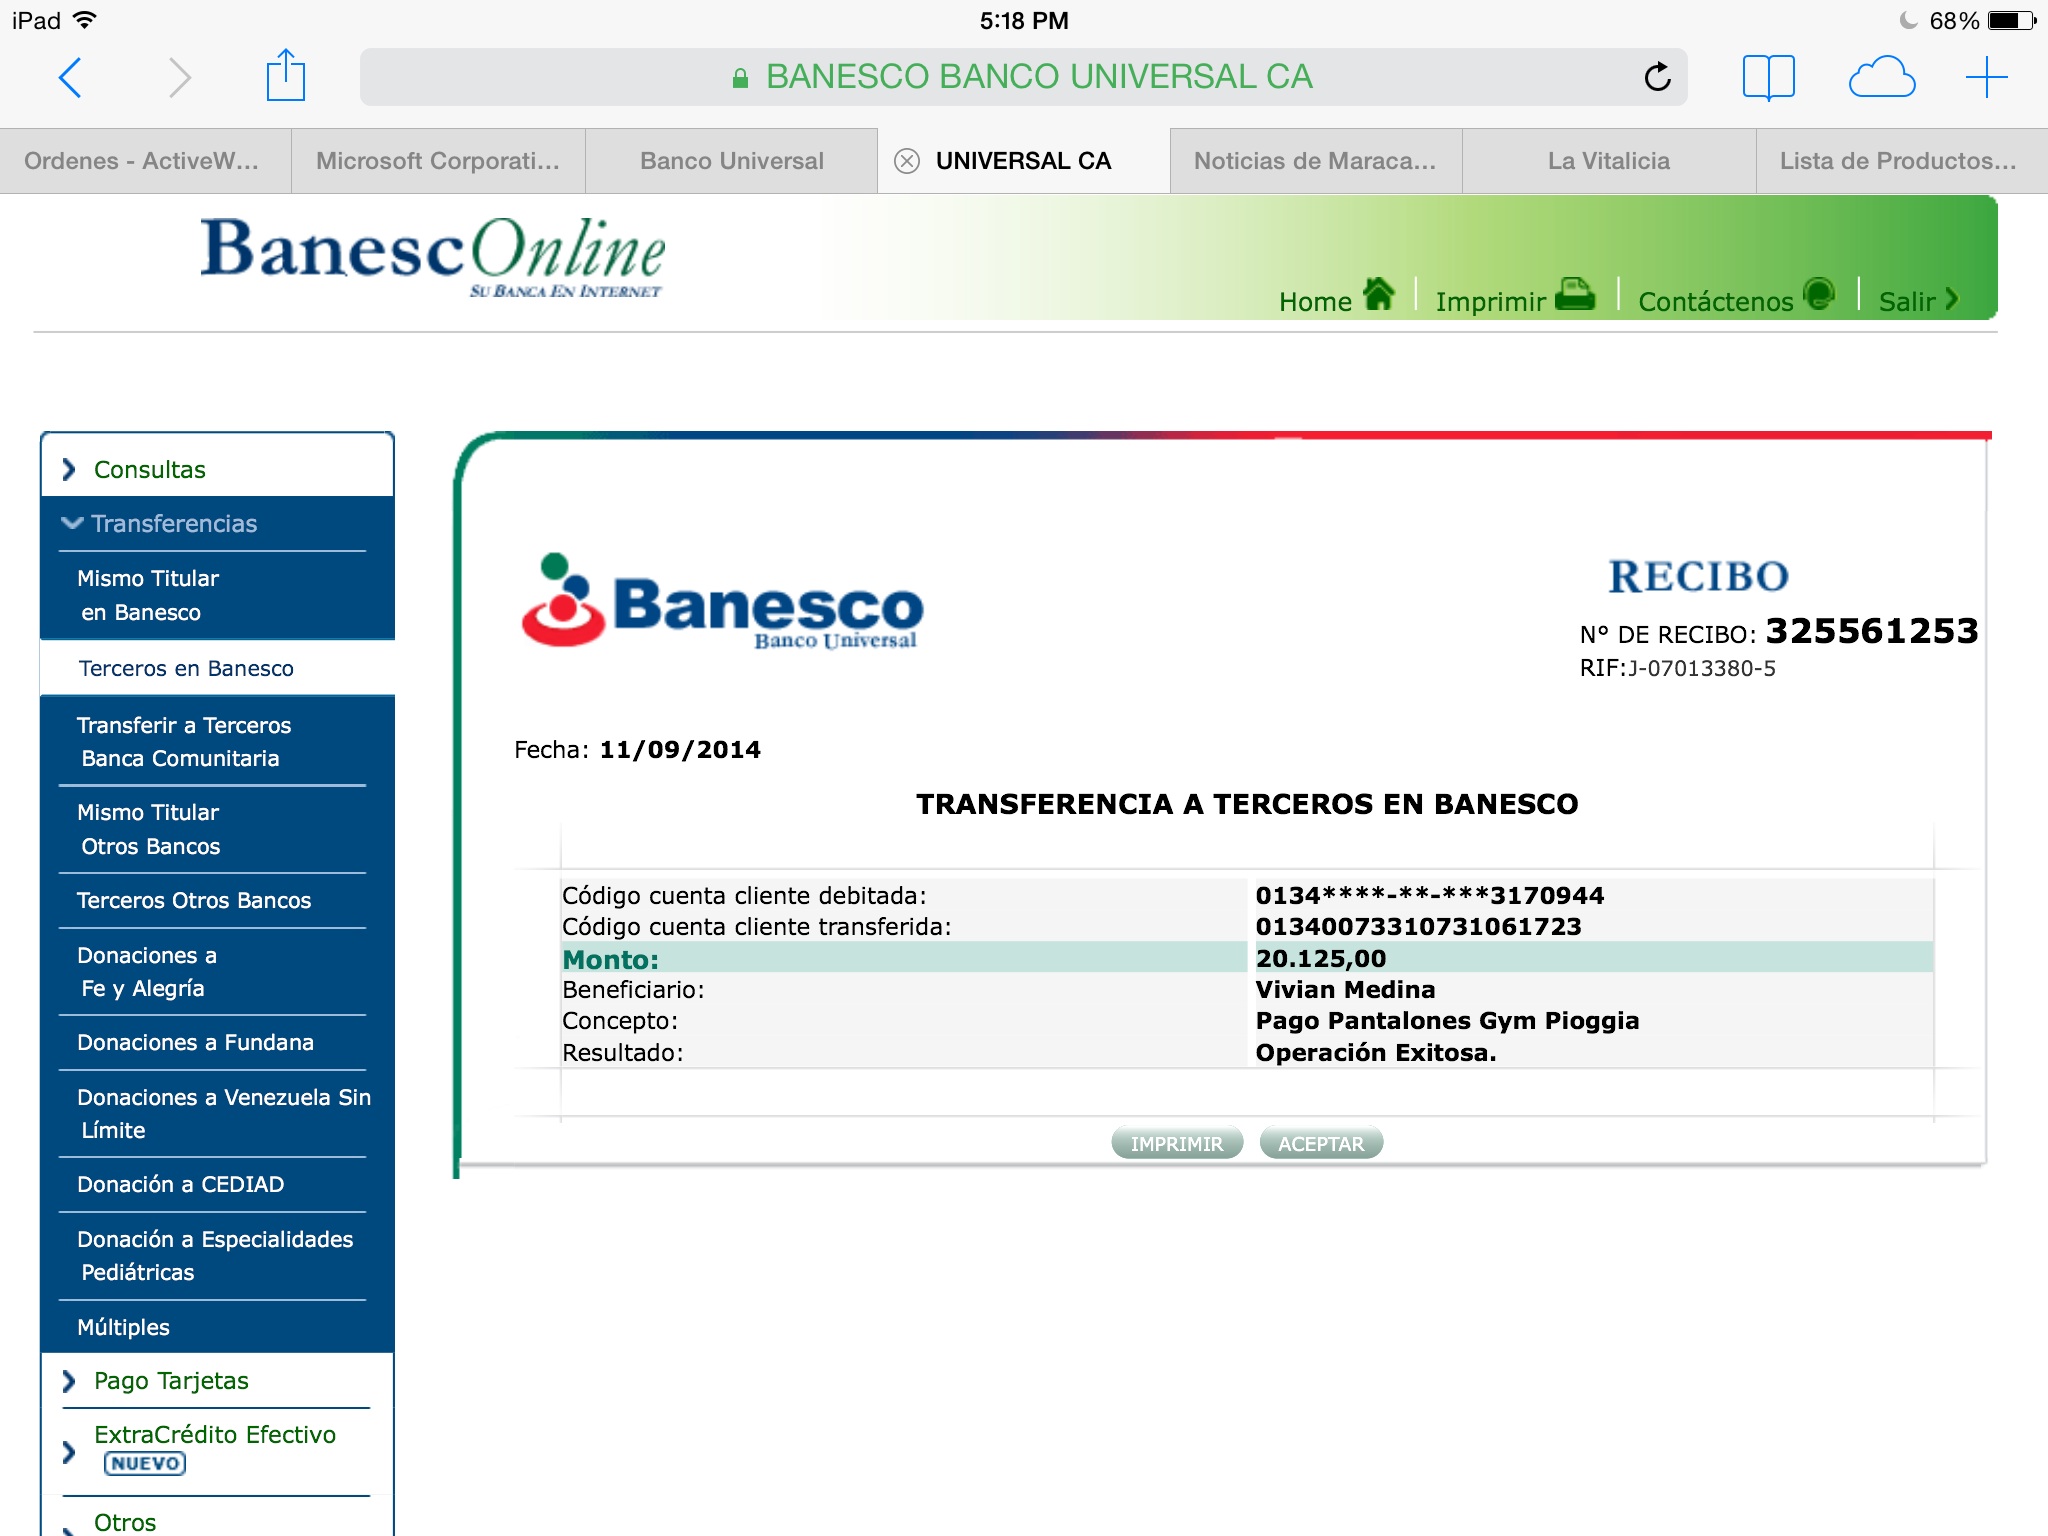 iPad
5:18 PM
68%
BANESCO BANCO UNIVERSAL CA
Ordenes - ActiveW...
Microsoft Corporati...
Banco Universal
UNIVERSAL CA
Noticias de Maraca...
La Vitalicia
Lista de Productos...
BanescOnline
SU BANCA EN INTERNET
Home
Imprimir
Contáctenos
Salir
Consultas
Transferencias
Mismo Titular
en Banesco
Terceros en Banesco
Transferir a Terceros
Banca Comunitaria
Mismo Titular
Otros Bancos
Terceros Otros Bancos
Donaciones a
Fe y Alegría
Donaciones a Fundana
Donaciones a Venezuela Sin
Límite
Donación a CEDIAD
Donación a Especialidades
Pediátricas
Múltiples
Pago Tarjetas
ExtraCrédito Efectivo
NUEVO
Otros
Banesco
Banco Universal
RECIBO
N° DE RECIBO: 325561253
RIF:J-07013380-5
Fecha: 11/09/2014
TRANSFERENCIA A TERCEROS EN BANESCO
Código cuenta cliente debitada: 0134****-**-***3170944
Código cuenta cliente transferida: 01340073310731061723
Monto: 20.125,00
Beneficiario: Vivian Medina
Concepto: Pago Pantalones Gym Pioggia
Resultado: Operación Exitosa.
IMPRIMIR
ACEPTAR